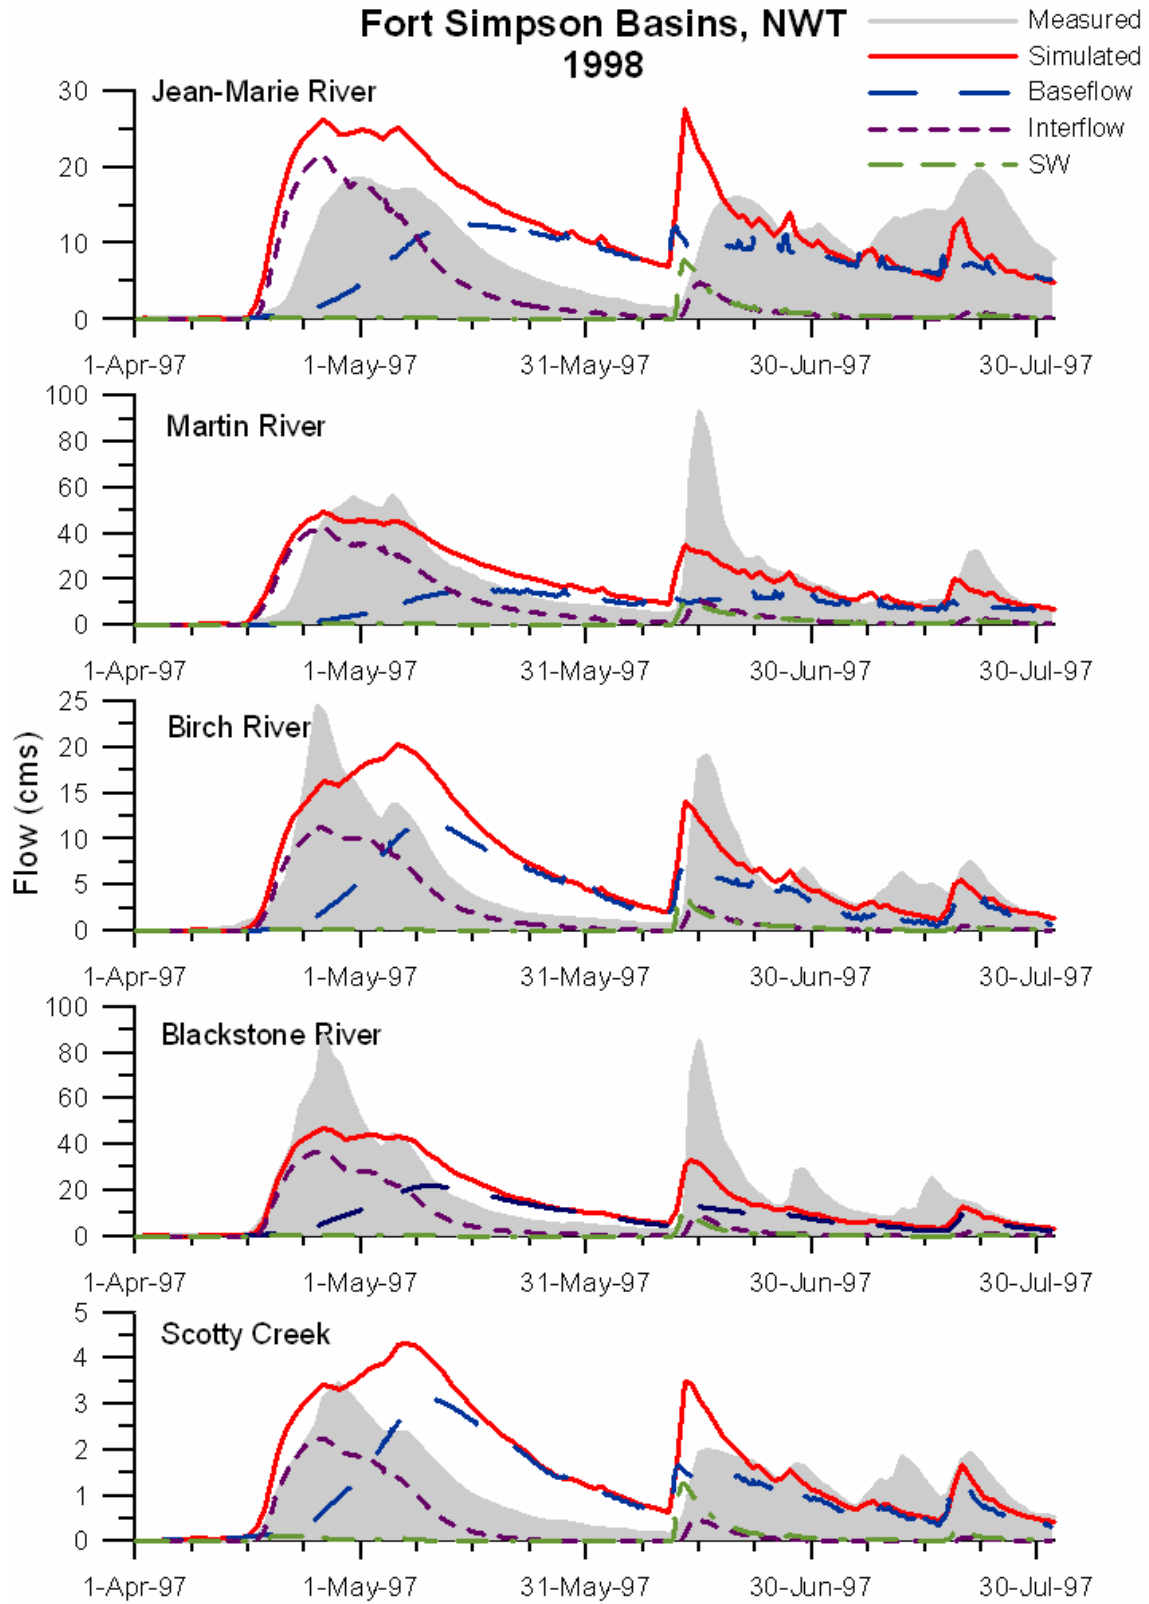 Fort Simpson Basins, NWT
1998
Measured
Simulated
Baseflow
Interflow
SW
Jean-Marie River
30
20
10
0
1-Apr-97 1-May-97 31-May-97 30-Jun-97 30-Jul-97
Martin River
100
80
60
40
20
0
1-Apr-97 1-May-97 31-May-97 30-Jun-97 30-Jul-97
Flow (cms)
Birch River
25
20
15
10
5
0
1-Apr-97 1-May-97 31-May-97 30-Jun-97 30-Jul-97
Blackstone River
100
80
60
40
20
0
1-Apr-97 1-May-97 31-May-97 30-Jun-97 30-Jul-97
Scotty Creek
5
4
3
2
1
0
1-Apr-97 1-May-97 31-May-97 30-Jun-97 30-Jul-97